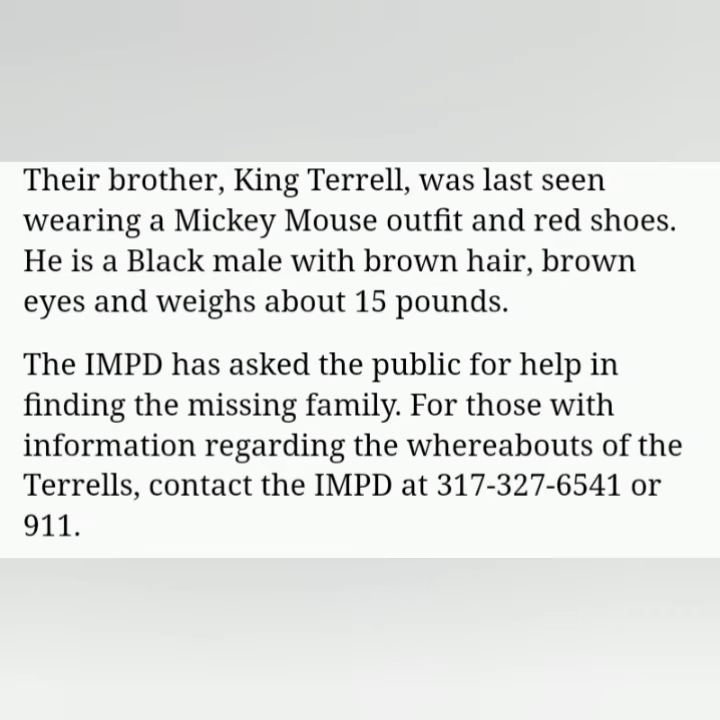 Their brother, King Terrell, was last seen
wearing a Mickey Mouse outfit and red shoes.
He is a Black male with brown hair, brown
eyes and weighs about 15 pounds.
The IMPD has asked the public for help in
finding the missing family. For those with
information regarding the whereabouts of the
Terrells, contact the IMPD at 317-327-6541 or
911.